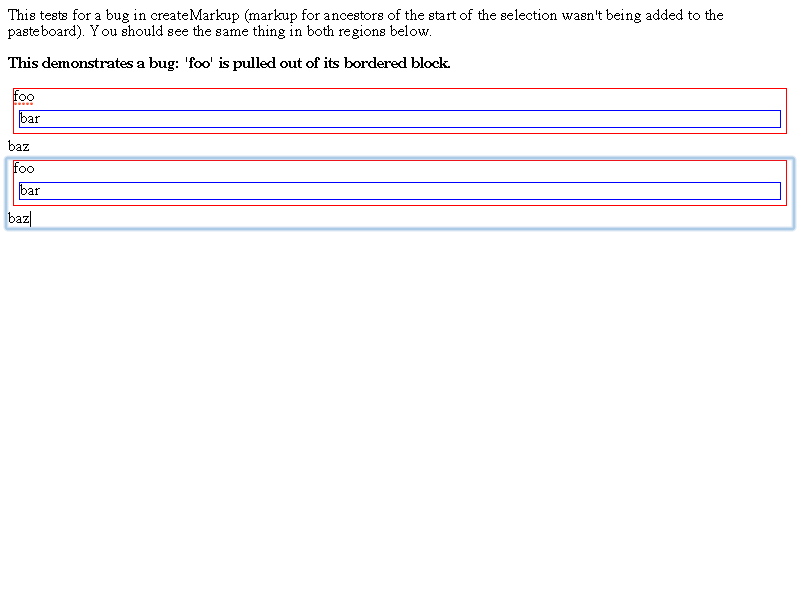 This tests for a bug in createMarkup (markup for ancestors of the start of the selection wasn't being added to the
pasteboard). You should see the same thing in both regions below.
This demonstrates a bug: 'foo' is pulled out of its bordered block.
foo
bar
baz
foo
bar
baz